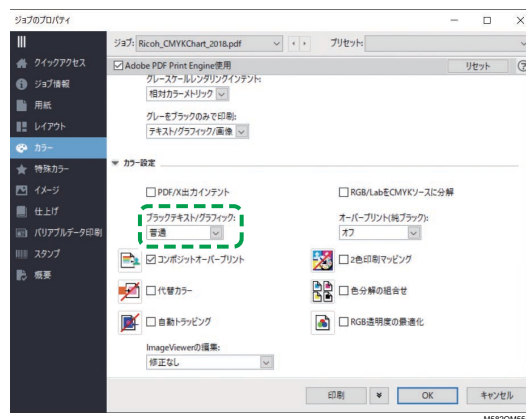 ジョブのプロパティ
ジョブ: Ricoh_CMYKChart_2018.pdf
プリセット:
Adobe PDF Print Engine使用
リセット
クイックアクセス
ジョブ情報
用紙
レイアウト
カラー
特殊カラー
イメージ
仕上げ
バリアブルデータ印刷
スタンプ
概要
グレースケールレンダリングインテント:
相対カラーメトリック
グレーをブラックのみで印刷:
テキスト/グラフィック/画像
カラー設定
PDF/X出力インテント
RGB/LabをCMYKソースに分解
ブラックテキスト/グラフィック:
オーバープリント(純ブラック):
普通
オフ
コンポジットオーバープリント
2色印刷マッピング
代替カラー
色分解の組合せ
自動トラッピング
RGB透明度の最適化
ImageViewerの編集:
修正なし
印刷
OK
キャンセル